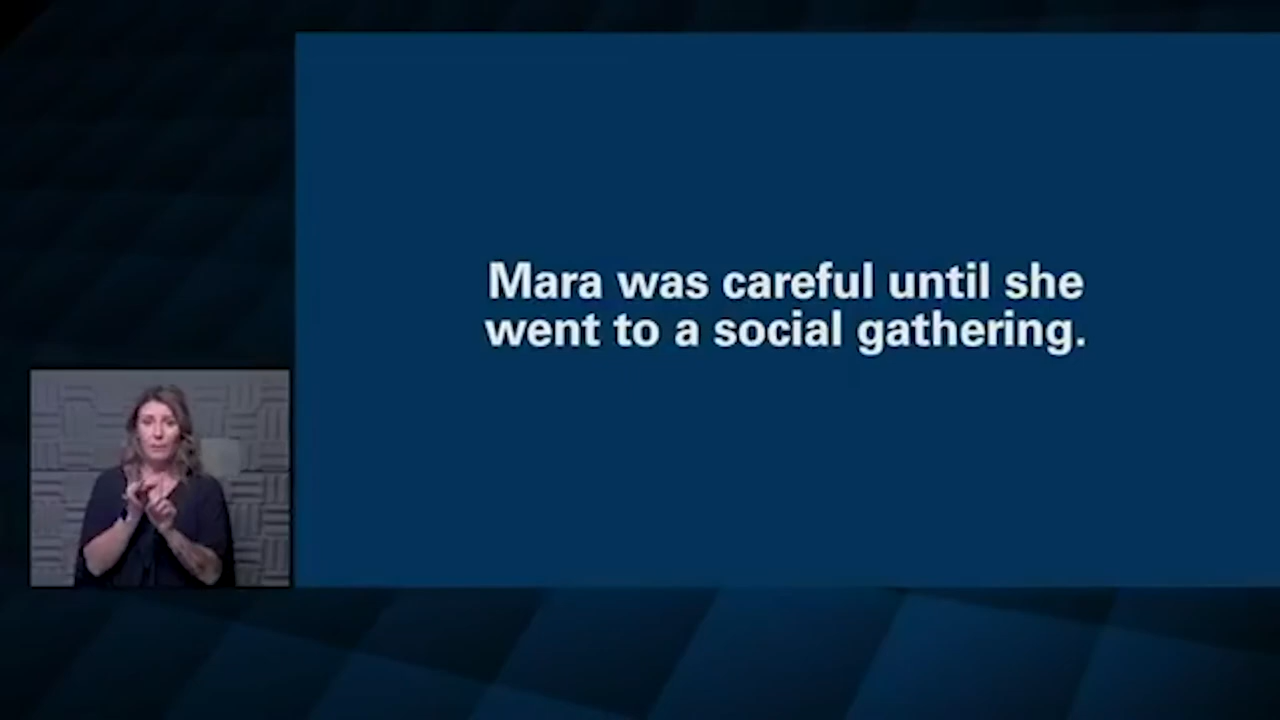 Mara was careful until she
went to a social gathering.